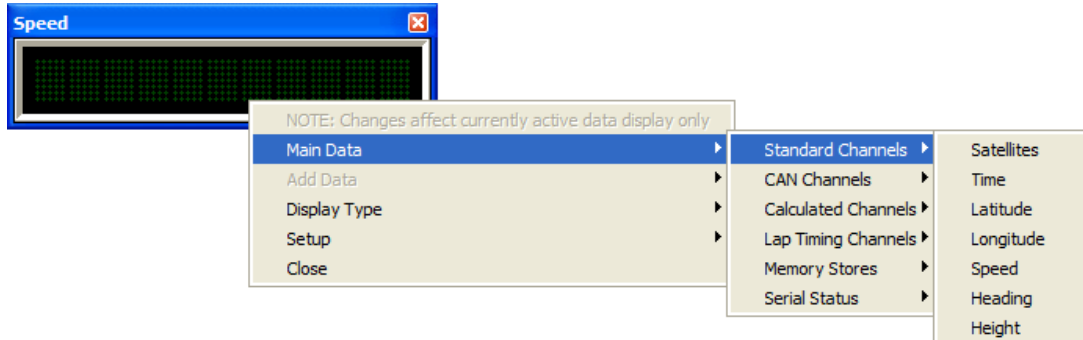 Speed
NOTE: Changes affect currently active data display only
Main Data
Add Data
Display Type
Setup
Close
Standard Channels
CAN Channels
Calculated Channels
Lap Timing Channels
Memory Stores
Serial Status
Satellites
Time
Latitude
Longitude
Speed
Heading
Height